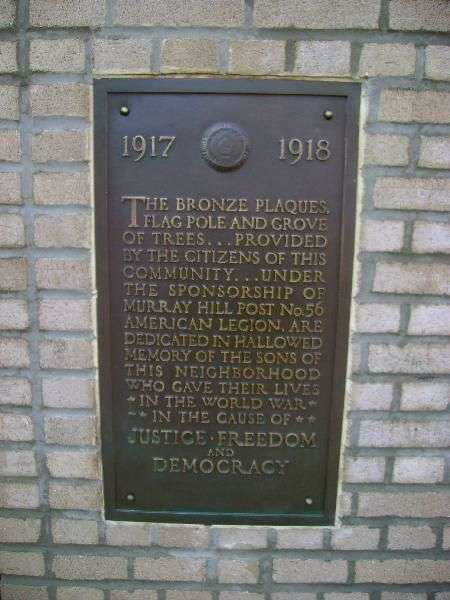 1917 1918
THE BRONZE PLAQUES,
FLAG POLE AND GROVE
OF TREES... PROVIDED
BY THE CITIZENS OF THIS
COMMUNITY... UNDER
THE SPONSORSHIP OF
MURRAY HILL POST No. 56
AMERICAN LEGION, ARE
DEDICATED IN HALLOWED
MEMORY OF THE SONS OF
THIS NEIGHBORHOOD
WHO GAVE THEIR LIVES
* IN THE WORLD WAR *
** IN THE CAUSE OF **
JUSTICE · FREEDOM
AND
DEMOCRACY